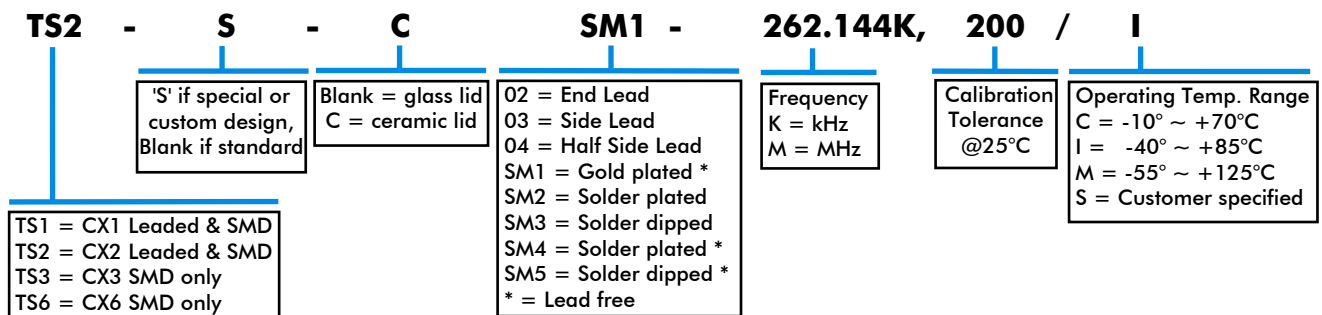 TS2 - S - C SM1 - 262.144K, 200 / I
'S' if special or
custom design,
Blank if standard
Blank = glass lid
C = ceramic lid
02 = End Lead
03 = Side Lead
04 = Half Side Lead
SM1 = Gold plated *
SM2 = Solder plated
SM3 = Solder dipped
SM4 = Solder plated *
SM5 = Solder dipped *
* = Lead free
Frequency
K = kHz
M = MHz
Calibration
Tolerance
@25°C
Operating Temp. Range
C = -10° ~ +70°C
I = -40° ~ +85°C
M = -55° ~ +125°C
S = Customer specified
TS1 = CX1 Leaded & SMD
TS2 = CX2 Leaded & SMD
TS3 = CX3 SMD only
TS6 = CX6 SMD only